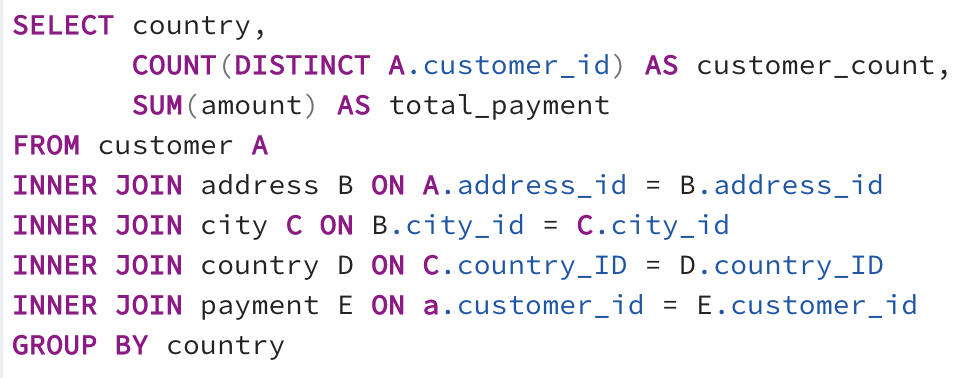 SELECT country,
COUNT(DISTINCT A.customer_id) AS customer_count,
SUM(amount) AS total_payment
FROM customer A
INNER JOIN address B ON A.address_id = B.address_id
INNER JOIN city C ON B.city_id = C.city_id
INNER JOIN country D ON C.country_ID = D.country_ID
INNER JOIN payment E ON a.customer_id = E.customer_id
GROUP BY country